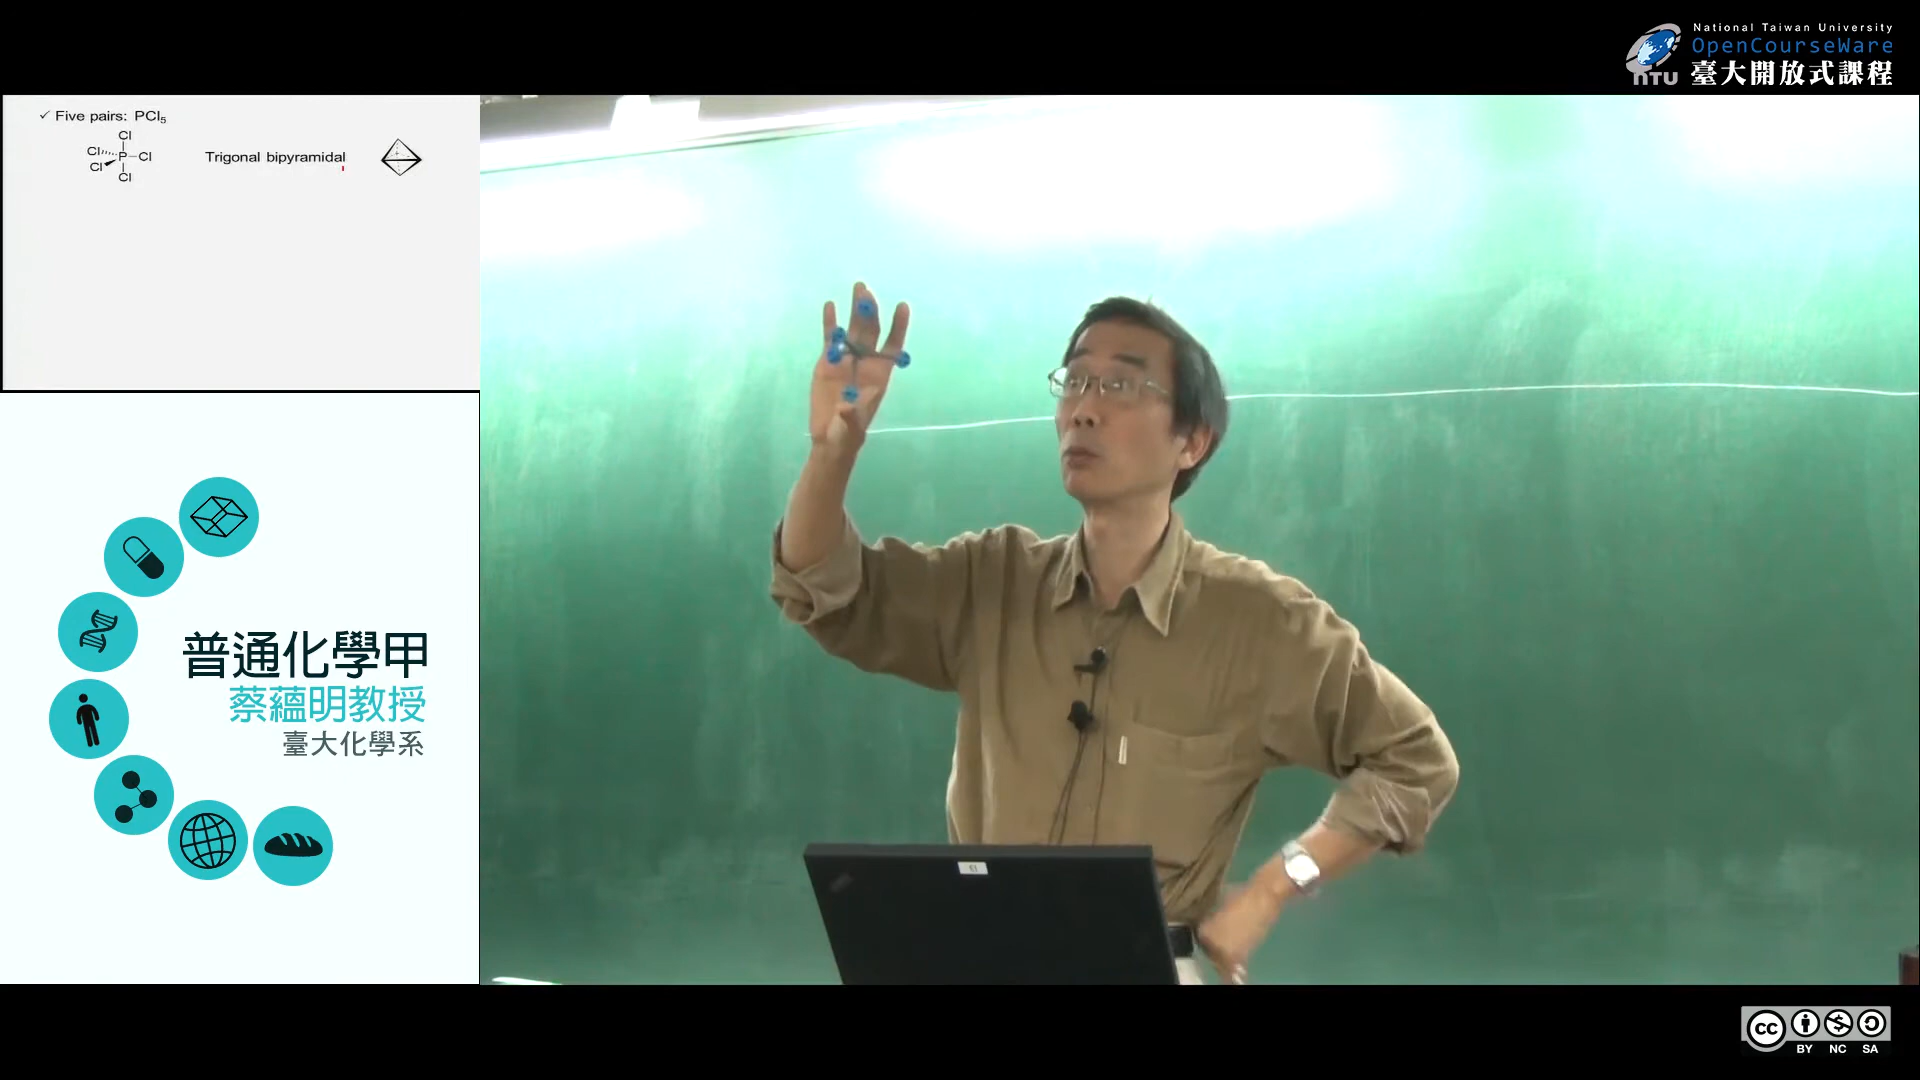 National Taiwan University
OpenCourseWare
NTU 臺大開放式課程
✓ Five pairs: PCl₅
Cl
Cl P Cl
Cl
Cl
Trigonal bipyramidal
普通化學甲
蔡蘊明教授
臺大化學系
cc
BY NC SA